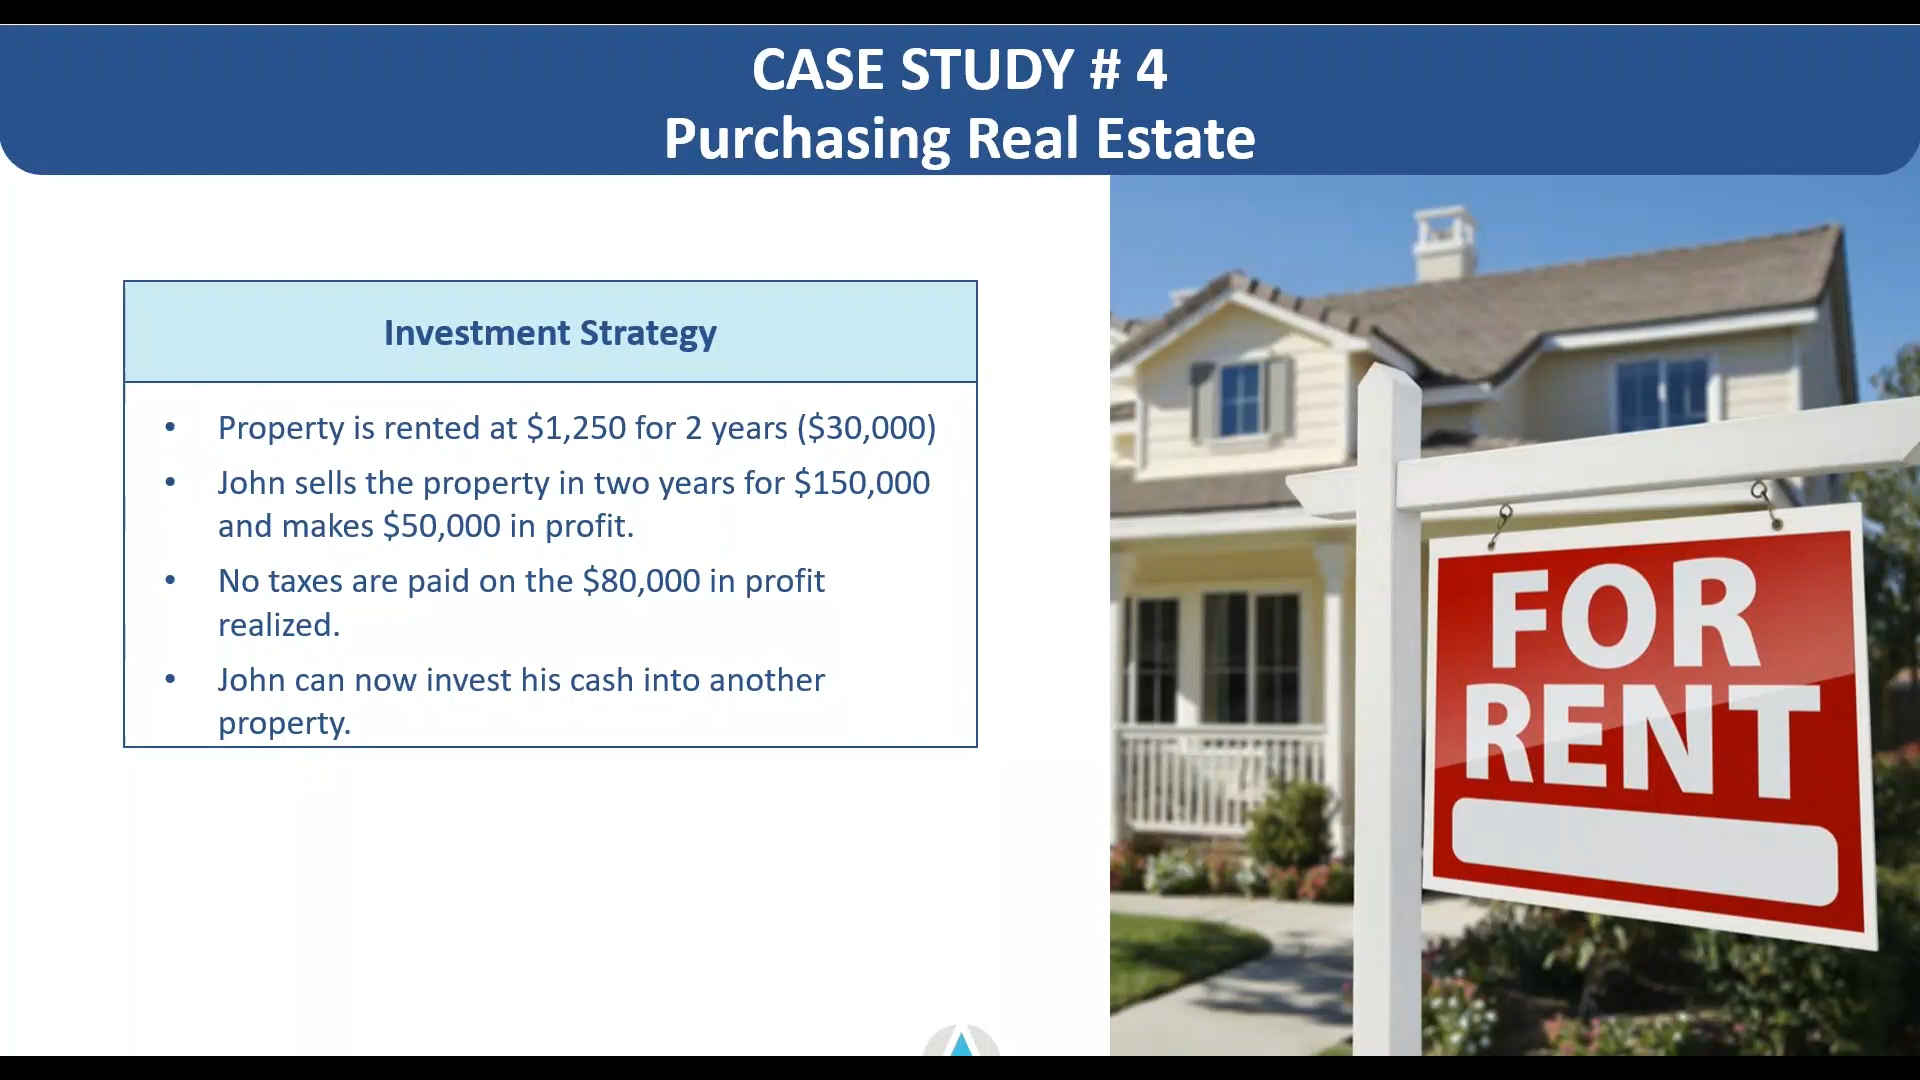 CASE STUDY # 4
Purchasing Real Estate
Investment Strategy
• Property is rented at $1,250 for 2 years ($30,000)
• John sells the property in two years for $150,000
and makes $50,000 in profit.
• No taxes are paid on the $80,000 in profit
realized.
• John can now invest his cash into another
property.
FOR
RENT